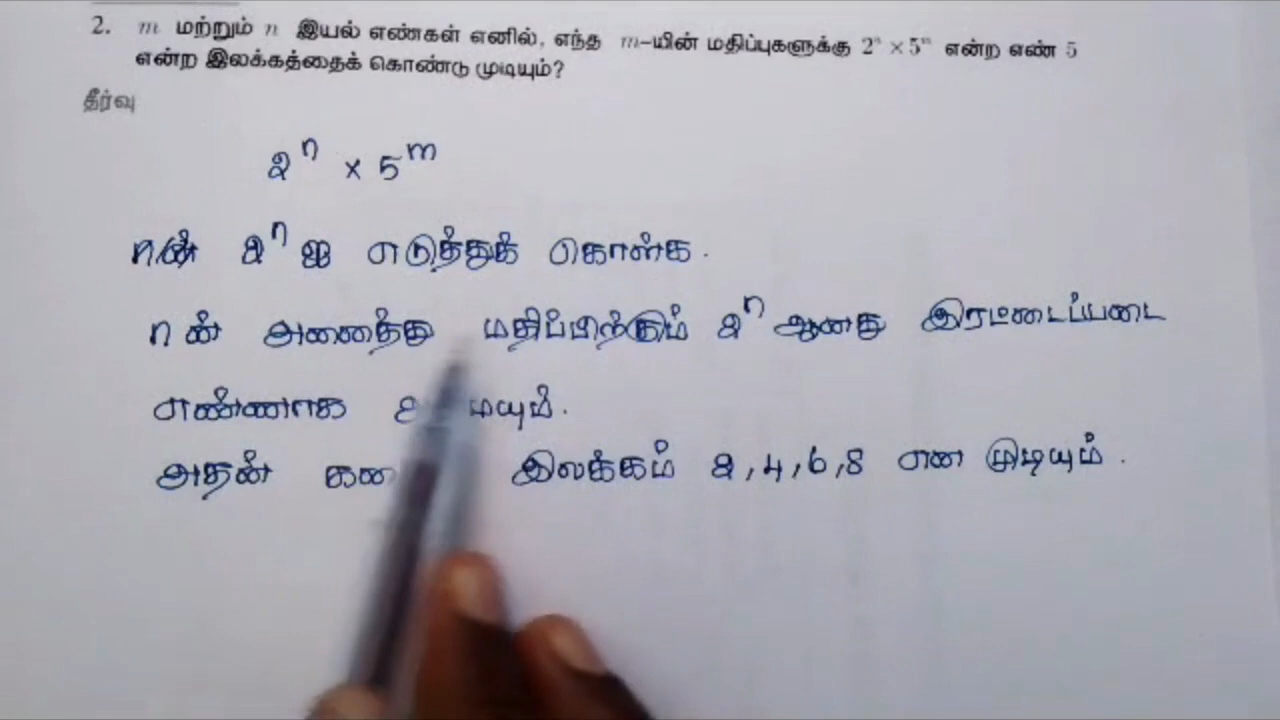 2. m மற்றும் n இயல் எண்கள் எனில், எந்த m-யின் மதிப்புகளுக்கு 2ⁿ × 5ᵐ என்ற எண் 5
என்ற இலக்கத்தைக் கொண்டு முடியும்?
தீர்வு
2ⁿ × 5ᵐ
2ⁿ ஐ எடுத்துக் கொள்க.
n ன் அனைத்து மதிப்பிற்கும் 2ⁿ ஆனது இரட்டைப்படை
எண்ணாக
அதன் இலக்கம் 2,4,6,8 என முடியும்.